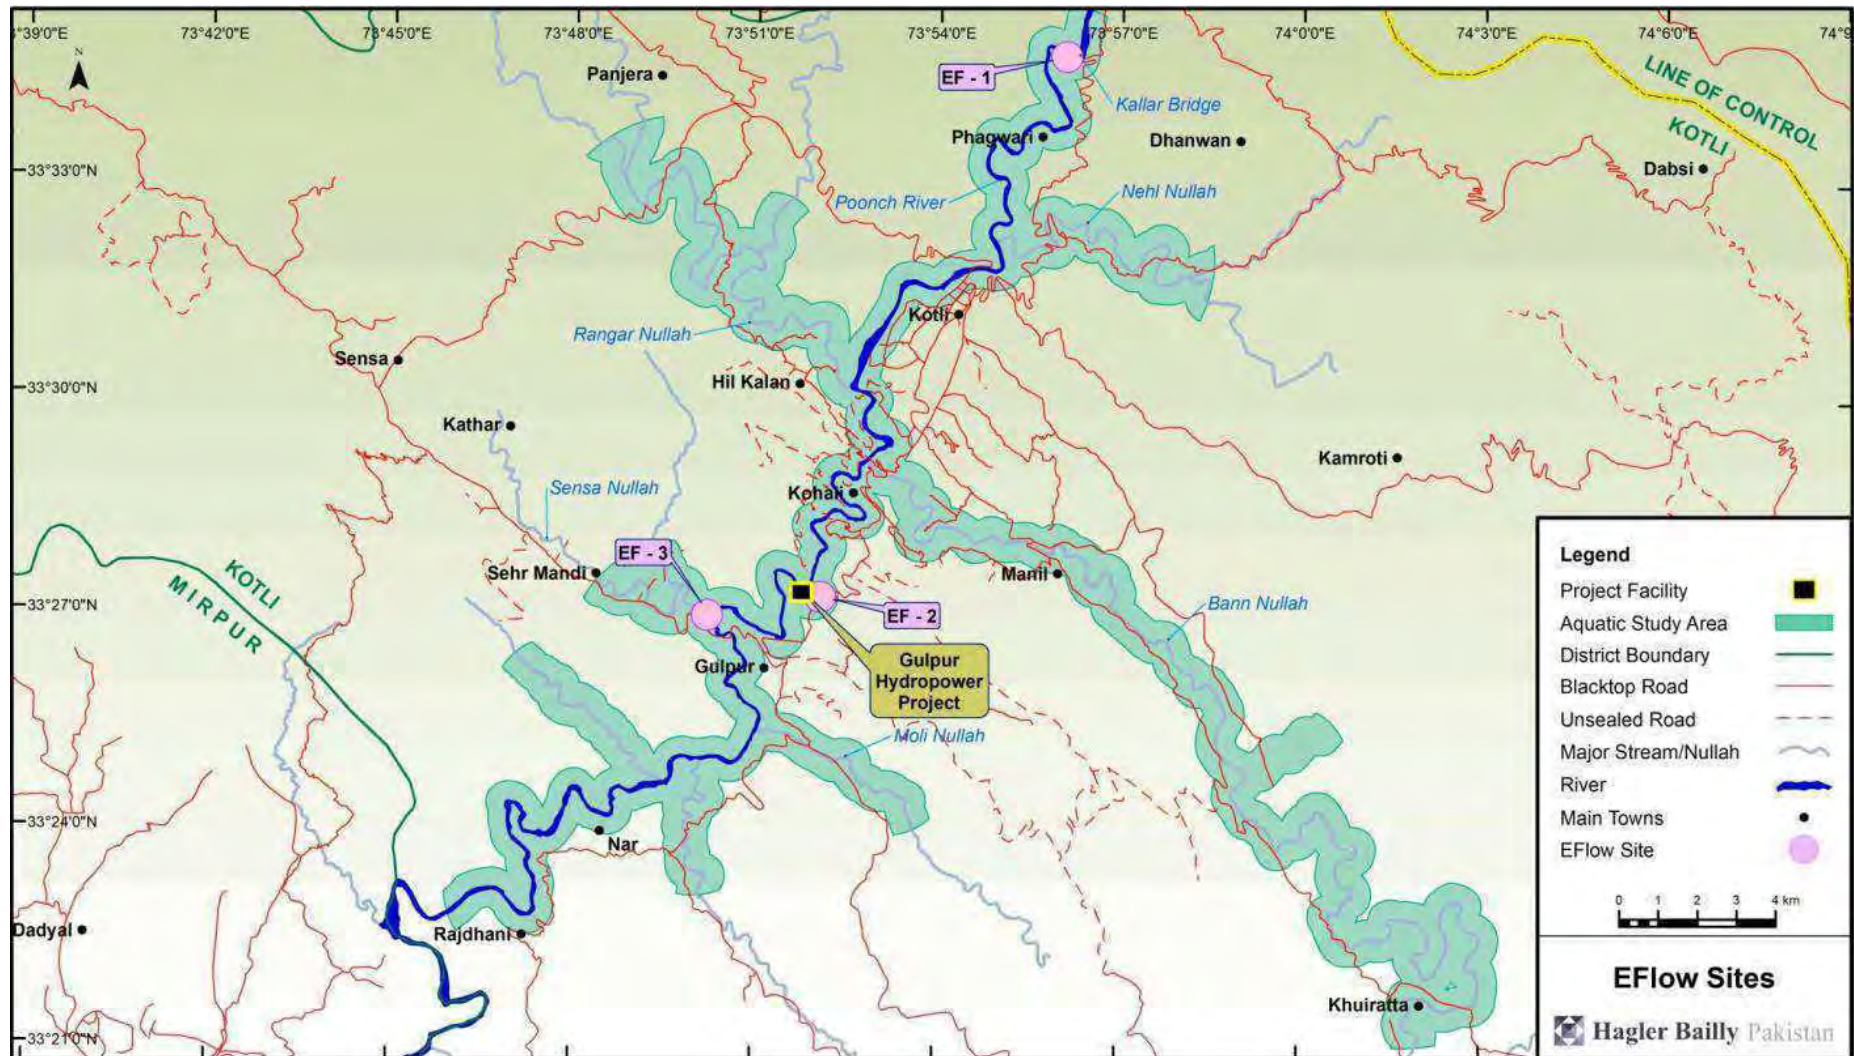 °39'0"E
73°42'0"E
73°45'0"E
73°48'0"E
73°51'0"E
73°54'0"E
73°57'0"E
74°0'0"E
74°3'0"E
74°6'0"E
74°9
N
Panjera
EF - 1
Kallar Bridge
LINE OF CONTROL
KOTLI
Phagwari
Dhanwan
Dabsi
33°33'0"N
Nehl Nullah
Poonch River
Kotli
Rangar Nullah
Sensa
Hil Kalan
33°30'0"N
Kathar
Kamroti
Sensa Nullah
Kohali
EF - 3
Sehr Mandi
Manil
KOTLI
MIRPUR
33°27'0"N
EF - 2
Bann Nullah
Gulpur
Gulpur
Hydropower
Project
Moli Nullah
33°24'0"N
Nar
Dadyal
Rajdhani
Khuiratta
33°21'0"N
Legend
Project Facility
Aquatic Study Area
District Boundary
Blacktop Road
Unsealed Road
Major Stream/Nullah
River
Main Towns
EFlow Site
0 1 2 3 4 km
EFlow Sites
Hagler Bailly Pakistan